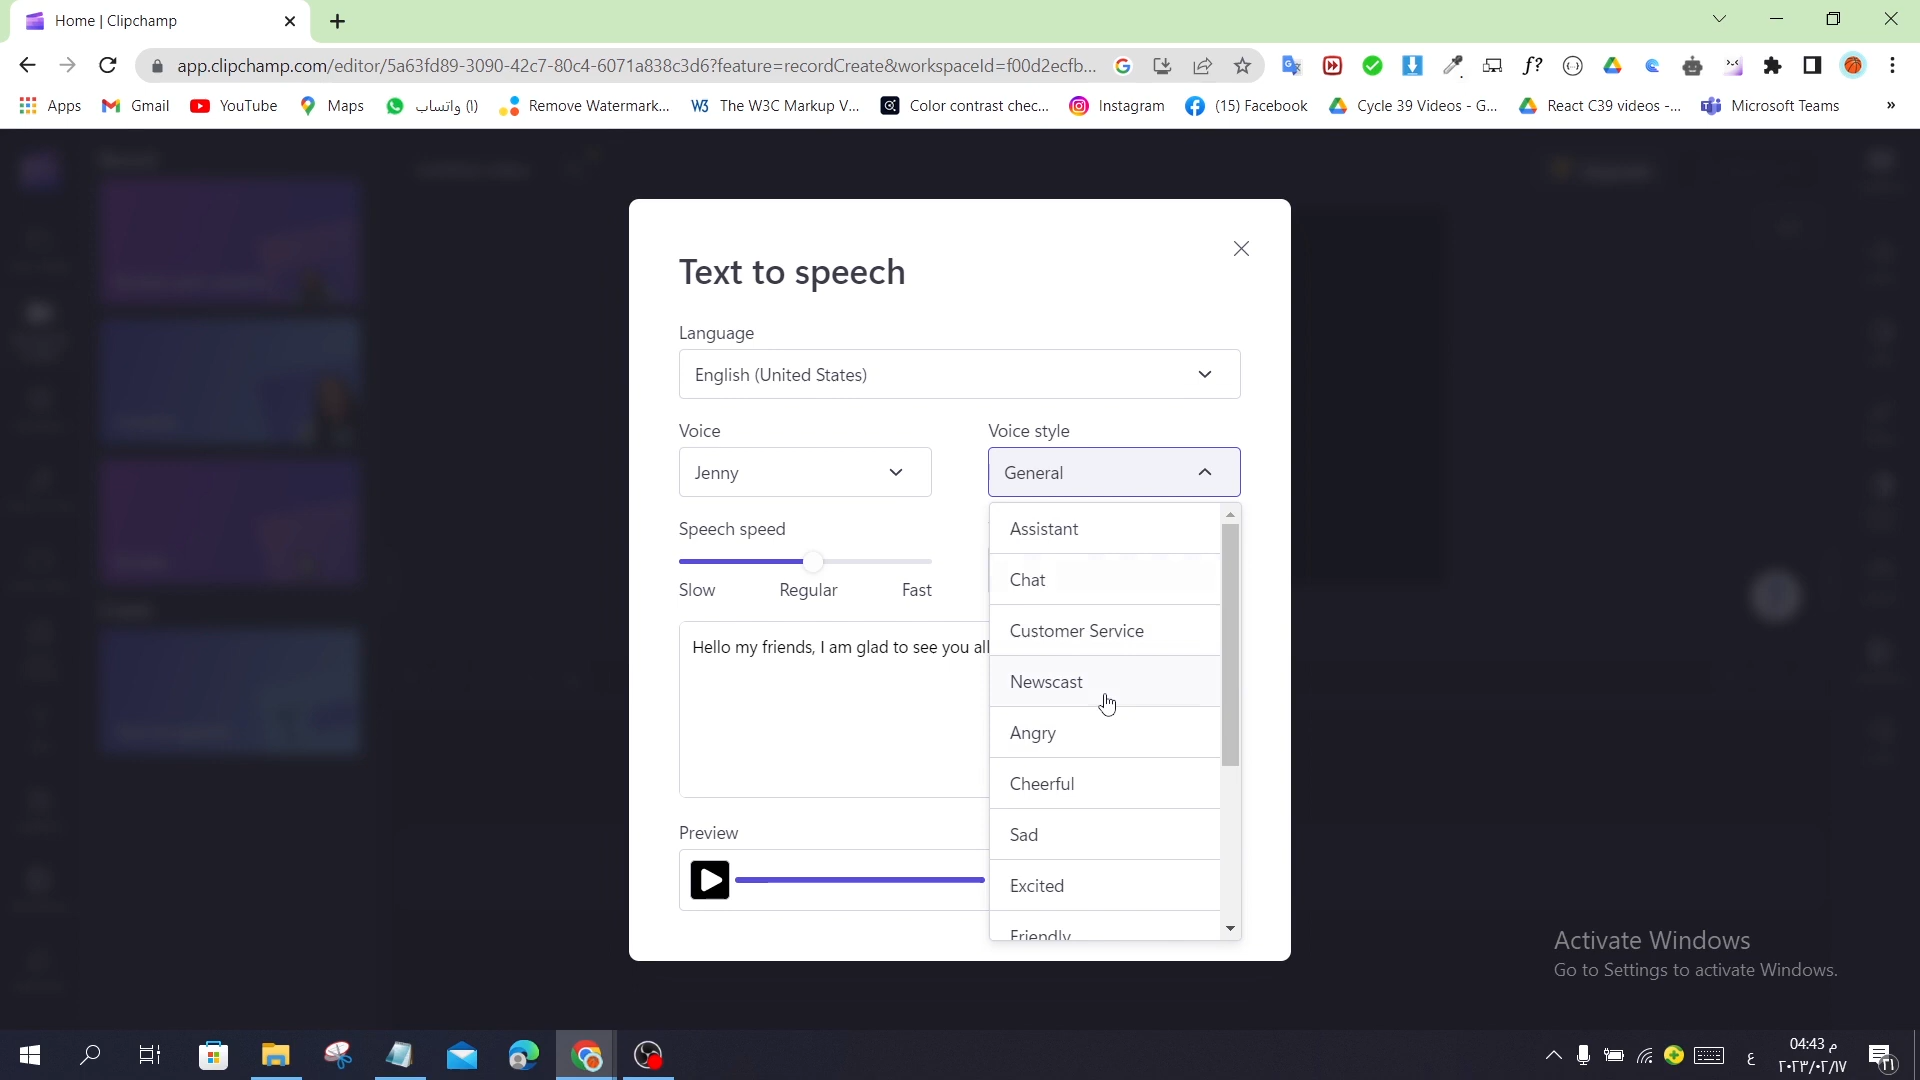 Home | Clipchamp
app.clipchamp.com/editor/5a63fd89-3090-42c7-80c4-6071a838c3d6?feature=recordCreate&workspaceId=f00d2ecfb...
Apps Gmail YouTube Maps (١) واتساب Remove Watermark... The W3C Markup V... Color contrast chec... Instagram (15) Facebook Cycle 39 Videos - G... React C39 videos -... Microsoft Teams »
Text to speech
Language
English (United States)
Voice Voice style
Jenny General
Speech speed
Slow Regular Fast
Hello my friends, I am glad to see you all
Assistant
Chat
Customer Service
Newscast
Angry
Cheerful
Sad
Excited
Friendly
Preview
Activate Windows
Go to Settings to activate Windows.
ع
04:43 م
٢٠٢٣/٠٢/١٧
٢١